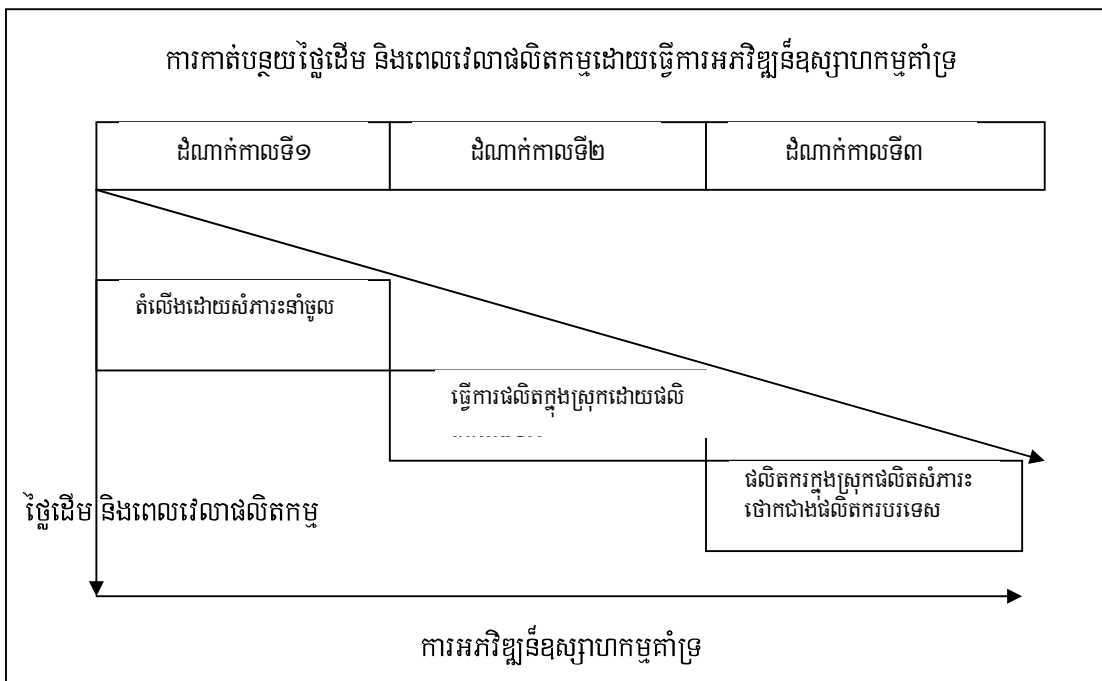 ការកាត់បន្ថយថ្លៃដើម និងពេលវេលាផលិតកម្មដោយធ្វើការអភវិឌ្ឍន៏ឧស្សាហកម្មគាំទ្រ
ដំណាក់កាលទី១
ដំណាក់កាលទី២
ដំណាក់កាលទី៣
តំលើងដោយសំភារះនាំចូល
ធ្វើការផលិតក្នុងស្រុកដោយផលិ
ផលិតករក្នុងស្រុកផលិតសំភារះ
ថោកជាងផលិតករបរទេស
ថ្លៃដើម និងពេលវេលាផលិតកម្ម
ការអភវិឌ្ឍន៏ឧស្សាហកម្មគាំទ្រ